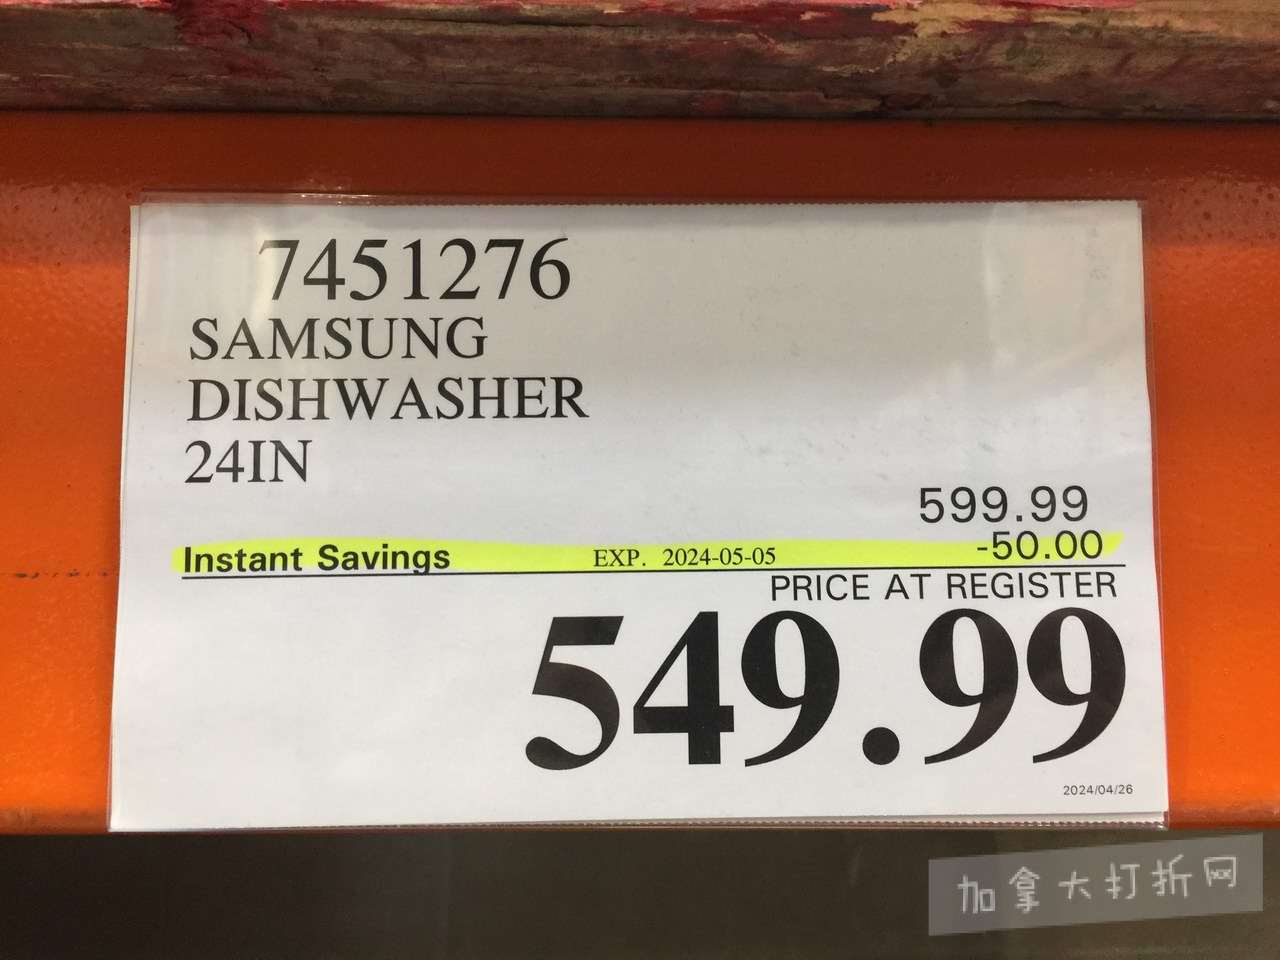 7451276
SAMSUNG
DISHWASHER
24IN
599.99
Instant Savings EXP. 2024-05-05 -50.00
PRICE AT REGISTER
549.99
2024/04/26
加拿大打折网